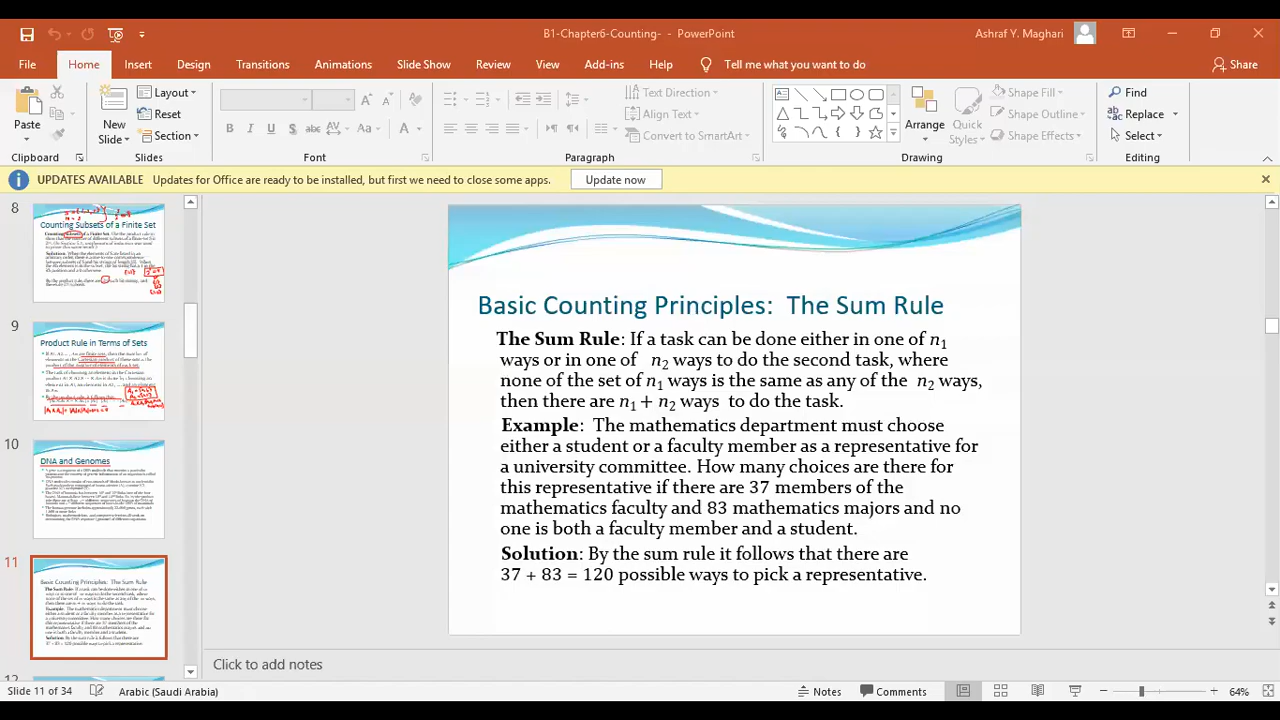 B1-Chapter6-Counting- - PowerPoint
Ashraf Y. Maghari
File Home Insert Design Transitions Animations Slide Show Review View Add-ins Help Tell me what you want to do Share
Paste
New Slide
Layout
Reset
Section
Text Direction
Align Text
Convert to SmartArt
Arrange
Quick Styles
Shape Fill
Shape Outline
Shape Effects
Find
Replace
Select
Clipboard Slides Font Paragraph Drawing Editing
UPDATES AVAILABLE Updates for Office are ready to be installed, but first we need to close some apps. Update now
8
Counting Subsets of a Finite Set
9
Product Rule in Terms of Sets
10
DNA and Genomes
11
Basic Counting Principles: The Sum Rule
Basic Counting Principles: The Sum Rule
The Sum Rule: If a task can be done either in one of n₁
ways or in one of n₂ ways to do the second task, where
none of the set of n₁ ways is the same as any of the n₂ ways,
then there are n₁ + n₂ ways to do the task.
Example: The mathematics department must choose
either a student or a faculty member as a representative for
a university committee. How many choices are there for
this representative if there are 37 members of the
mathematics faculty and 83 mathematics majors and no
one is both a faculty member and a student.
Solution: By the sum rule it follows that there are
37 + 83 = 120 possible ways to pick a representative.
Click to add notes
Slide 11 of 34 Arabic (Saudi Arabia) Notes Comments 64%